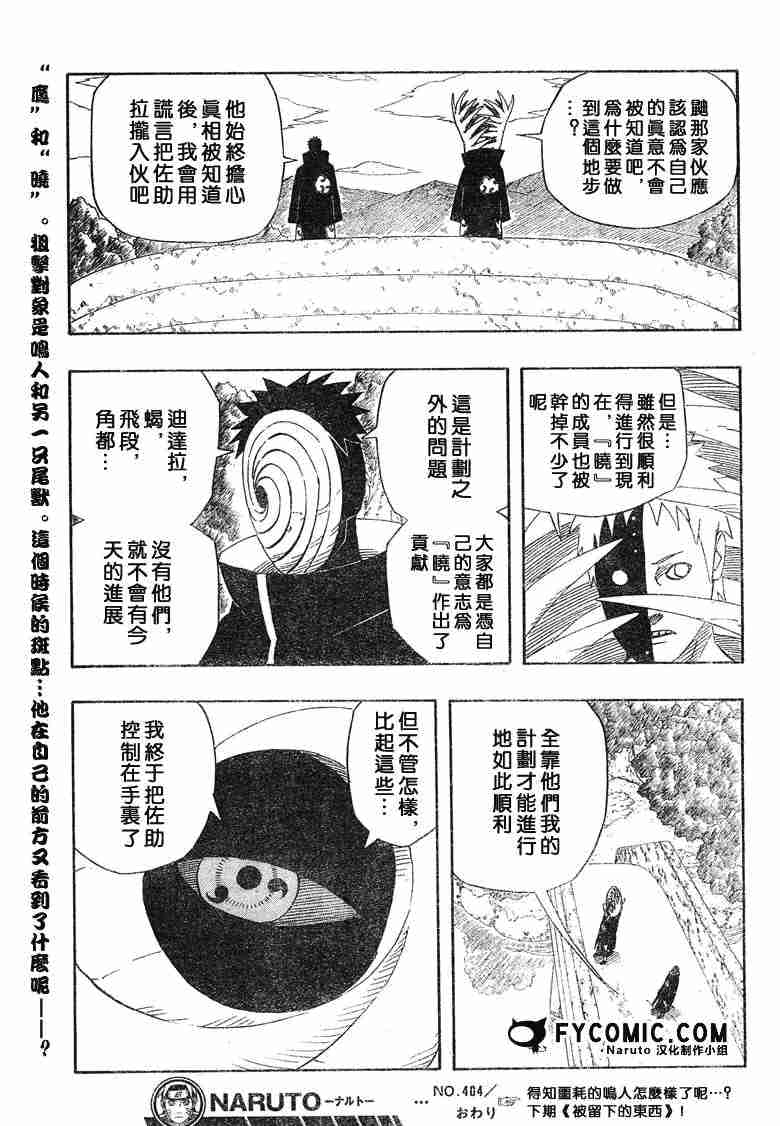 鼬那家伙應
該認爲自己
的眞意不會
被知道吧,
爲什麼要做
到這個地步
…?
他始終擔心
眞相被知道
後,我會用
謊言把佐助
拉攏入伙吧
但是…
雖然很順利
得進行到現
在,『曉』
的成員也被
幹掉不少了
呢
這是計劃之
外的問題
大家都是憑自
己的意志爲
『曉』作出了
貢獻
迪達拉,
蝎,
飛段,
角都…
沒有他們,
就不會有今
天的進展
全靠他們我的
計劃才能進行
地如此順利
但不管怎樣,
比起這些…
我終于把佐助
控制在手裏了
“鷹”和“曉”。狙擊對象是鳴人和另一只尾獸。這個時候的斑點…他在自己的前方又看到了什麼呢——?
FYCOMIC.COM
·Naruto 汉化制作小组
NARUTO —ナルトー
…
NO.404/
おわり
☞
得知噩耗的鳴人怎麼樣了呢…?
下期《被留下的東西》!